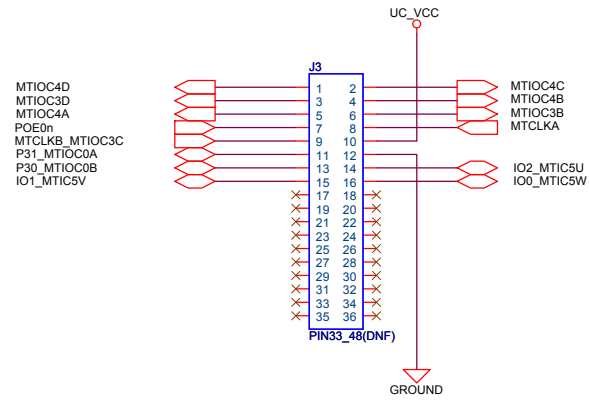 UC_VCC
J3
MTIOC4D 1 2 MTIOC4C
MTIOC3D 3 4 MTIOC4B
MTIOC4A 5 6 MTIOC3B
POE0n 7 8 MTCLKA
MTCLKB_MTIOC3C 9 10
P31_MTIOC0A 11 12
P30_MTIOC0B 13 14 IO2_MTIC5U
IO1_MTIC5V 15 16 IO0_MTIC5W
17 18
19 20
21 22
23 24
25 26
27 28
29 30
31 32
33 34
35 36
PIN33_48(DNF)
GROUND